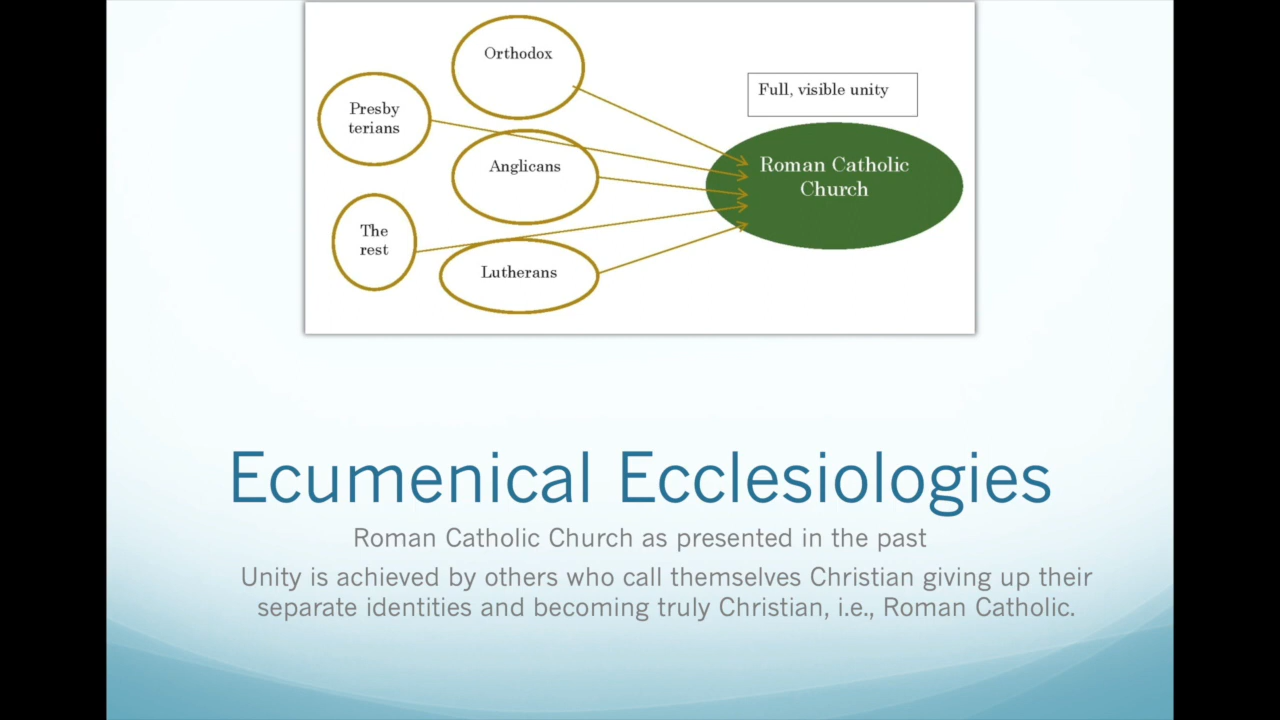 Orthodox
Presby
terians
Full, visible unity
Anglicans
Roman Catholic
Church
The
rest
Lutherans
Ecumenical Ecclesiologies
Roman Catholic Church as presented in the past
Unity is achieved by others who call themselves Christian giving up their
separate identities and becoming truly Christian, i.e., Roman Catholic.